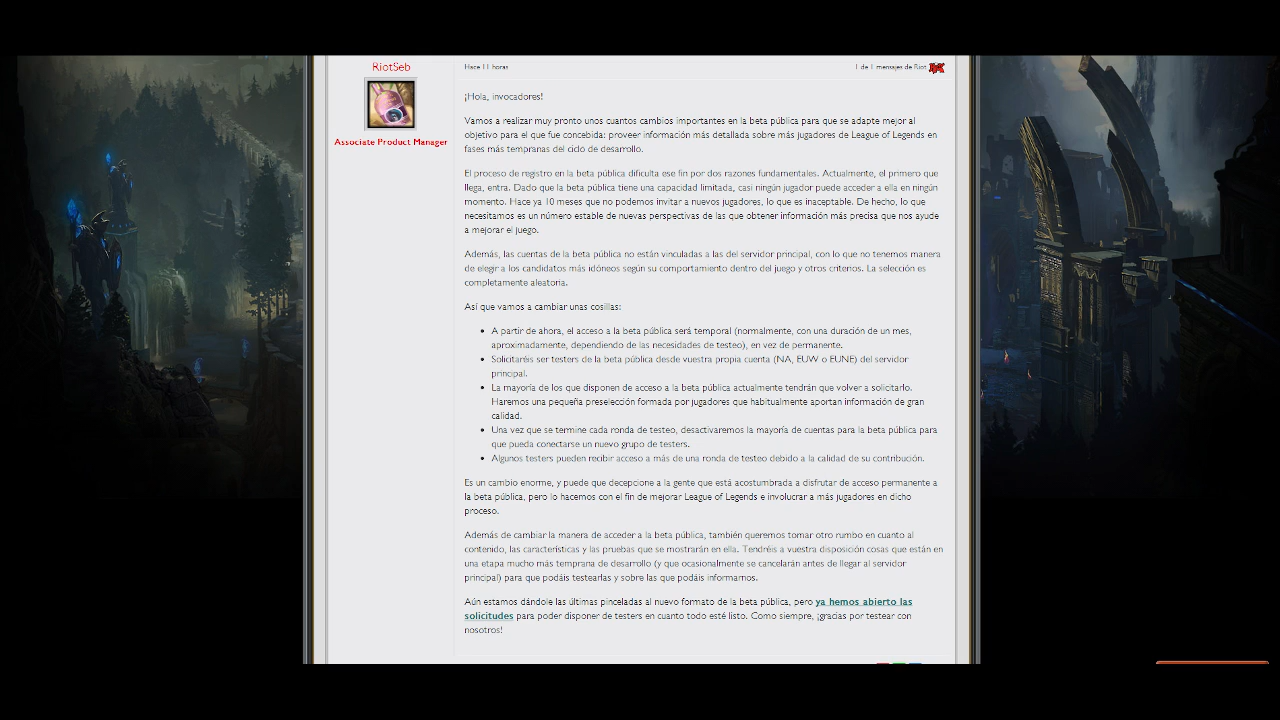 RiotSeb
Associate Product Manager
Hace 11 horas
1 de 1 mensajes de Riot
¡Hola, invocadores!
Vamos a realizar muy pronto unos cuantos cambios importantes en la beta pública para que se adapte mejor al
objetivo para el que fue concebida: proveer información más detallada sobre más jugadores de League of Legends en
fases más tempranas del ciclo de desarrollo.
El proceso de registro en la beta pública dificulta ese fin por dos razones fundamentales. Actualmente, el primero que
llega, entra. Dado que la beta pública tiene una capacidad limitada, casi ningún jugador puede acceder a ella en ningún
momento. Hace ya 10 meses que no podemos invitar a nuevos jugadores, lo que es inaceptable. De hecho, lo que
necesitamos es un número estable de nuevas perspectivas de las que obtener información más precisa que nos ayude
a mejorar el juego.
Además, las cuentas de la beta pública no están vinculadas a las del servidor principal, con lo que no tenemos manera
de elegir a los candidatos más idóneos según su comportamiento dentro del juego y otros criterios. La selección es
completamente aleatoria.
Así que vamos a cambiar unas cosillas:
• A partir de ahora, el acceso a la beta pública será temporal (normalmente, con una duración de un mes,
aproximadamente, dependiendo de las necesidades de testeo), en vez de permanente.
• Solicitaréis ser testers de la beta pública desde vuestra propia cuenta (NA, EUW o EUNE) del servidor
principal.
• La mayoría de los que disponen de acceso a la beta pública actualmente tendrán que volver a solicitarlo.
Haremos una pequeña preselección formada por jugadores que habitualmente aportan información de gran
calidad.
• Una vez que se termine cada ronda de testeo, desactivaremos la mayoría de cuentas para la beta pública para
que pueda conectarse un nuevo grupo de testers.
• Algunos testers pueden recibir acceso a más de una ronda de testeo debido a la calidad de su contribución.
Es un cambio enorme, y puede que decepcione a la gente que está acostumbrada a disfrutar de acceso permanente a
la beta pública, pero lo hacemos con el fin de mejorar League of Legends e involucrar a más jugadores en dicho
proceso.
Además de cambiar la manera de acceder a la beta pública, también queremos tomar otro rumbo en cuanto al
contenido, las características y las pruebas que se mostrarán en ella. Tendréis a vuestra disposición cosas que están en
una etapa mucho más temprana de desarrollo (y que ocasionalmente se cancelarán antes de llegar al servidor
principal) para que podáis testearlas y sobre las que podáis informarnos.
Aún estamos dándole las últimas pinceladas al nuevo formato de la beta pública, pero ya hemos abierto las
solicitudes para poder disponer de testers en cuanto todo esté listo. Como siempre, ¡gracias por testear con
nosotros!